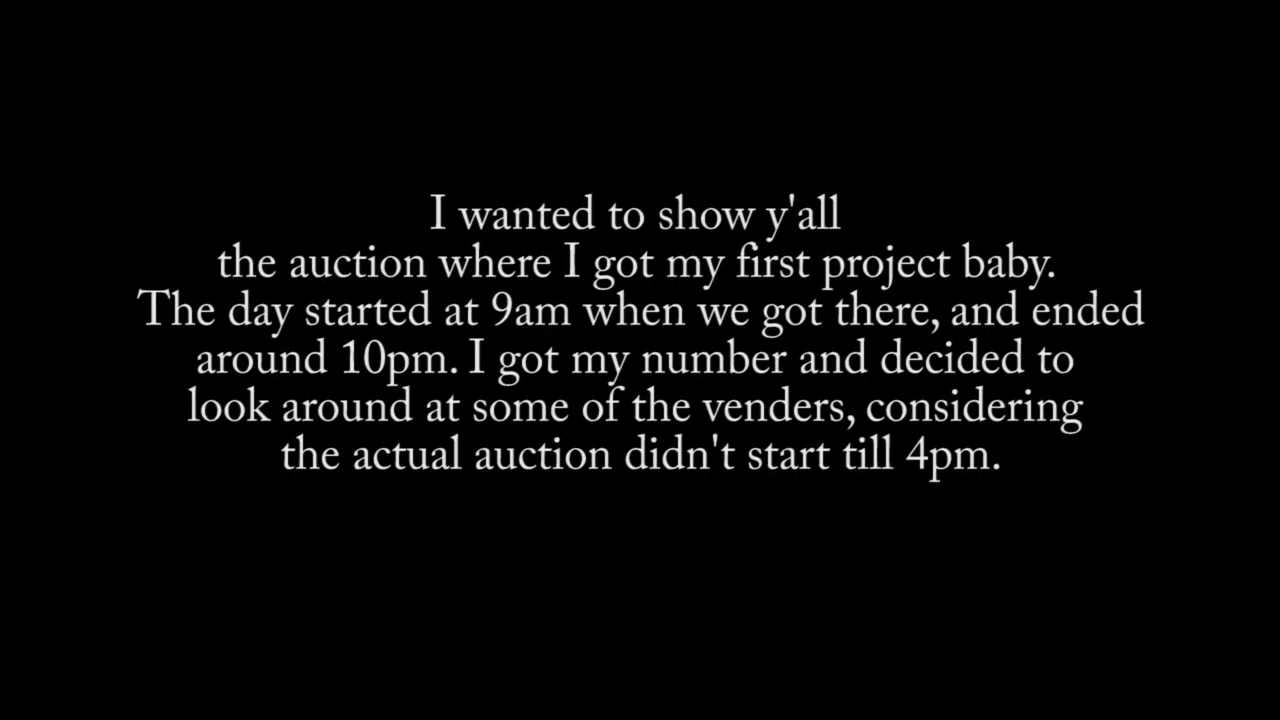 I wanted to show y'all
the auction where I got my first project baby.
The day started at 9am when we got there, and ended
around 10pm. I got my number and decided to
look around at some of the venders, considering
the actual auction didn't start till 4pm.